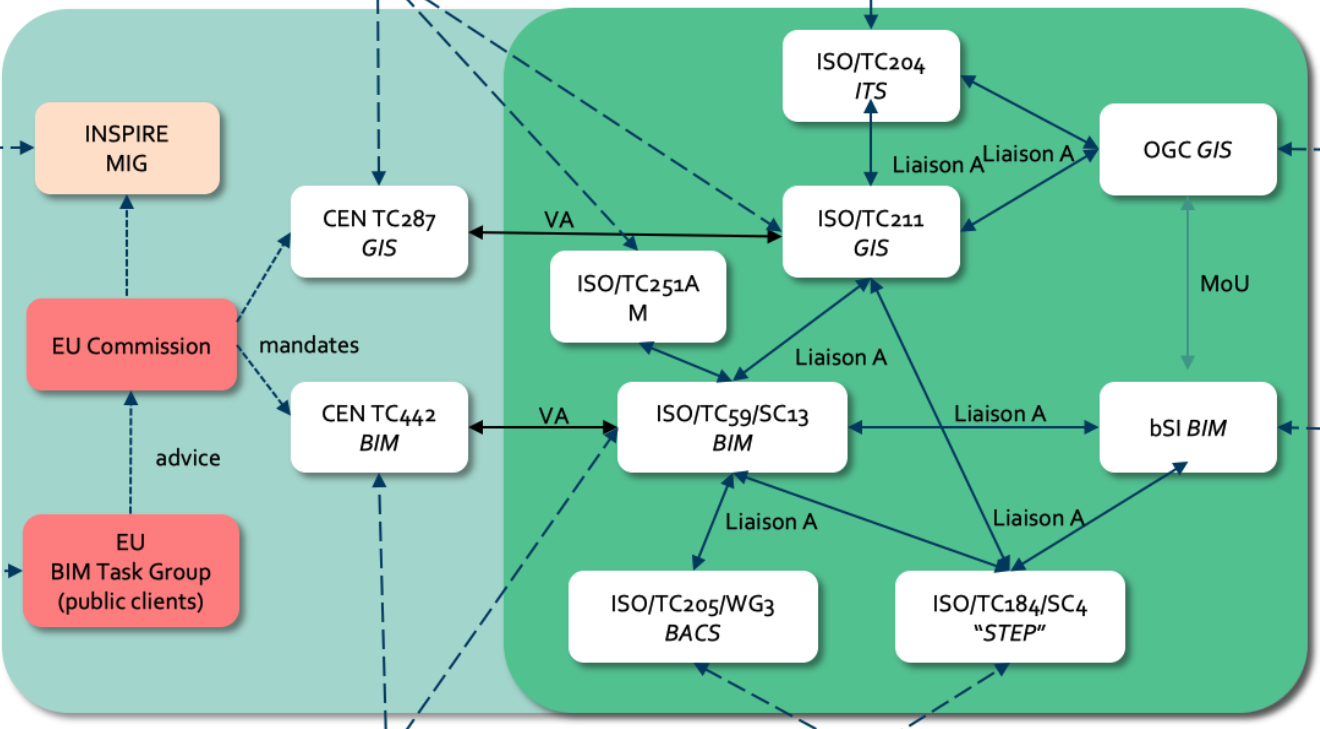 ISO/TC204
ITS
INSPIRE
MIG
OGC GIS
Liaison A
Liaison A
CEN TC287
GIS
VA
ISO/TC211
GIS
ISO/TC251A
M
MoU
EU Commission
mandates
Liaison A
CEN TC442
BIM
VA
ISO/TC59/SC13
BIM
Liaison A
bSI BIM
advice
Liaison A
Liaison A
EU
BIM Task Group
(public clients)
ISO/TC205/WG3
BACS
ISO/TC184/SC4
“STEP”